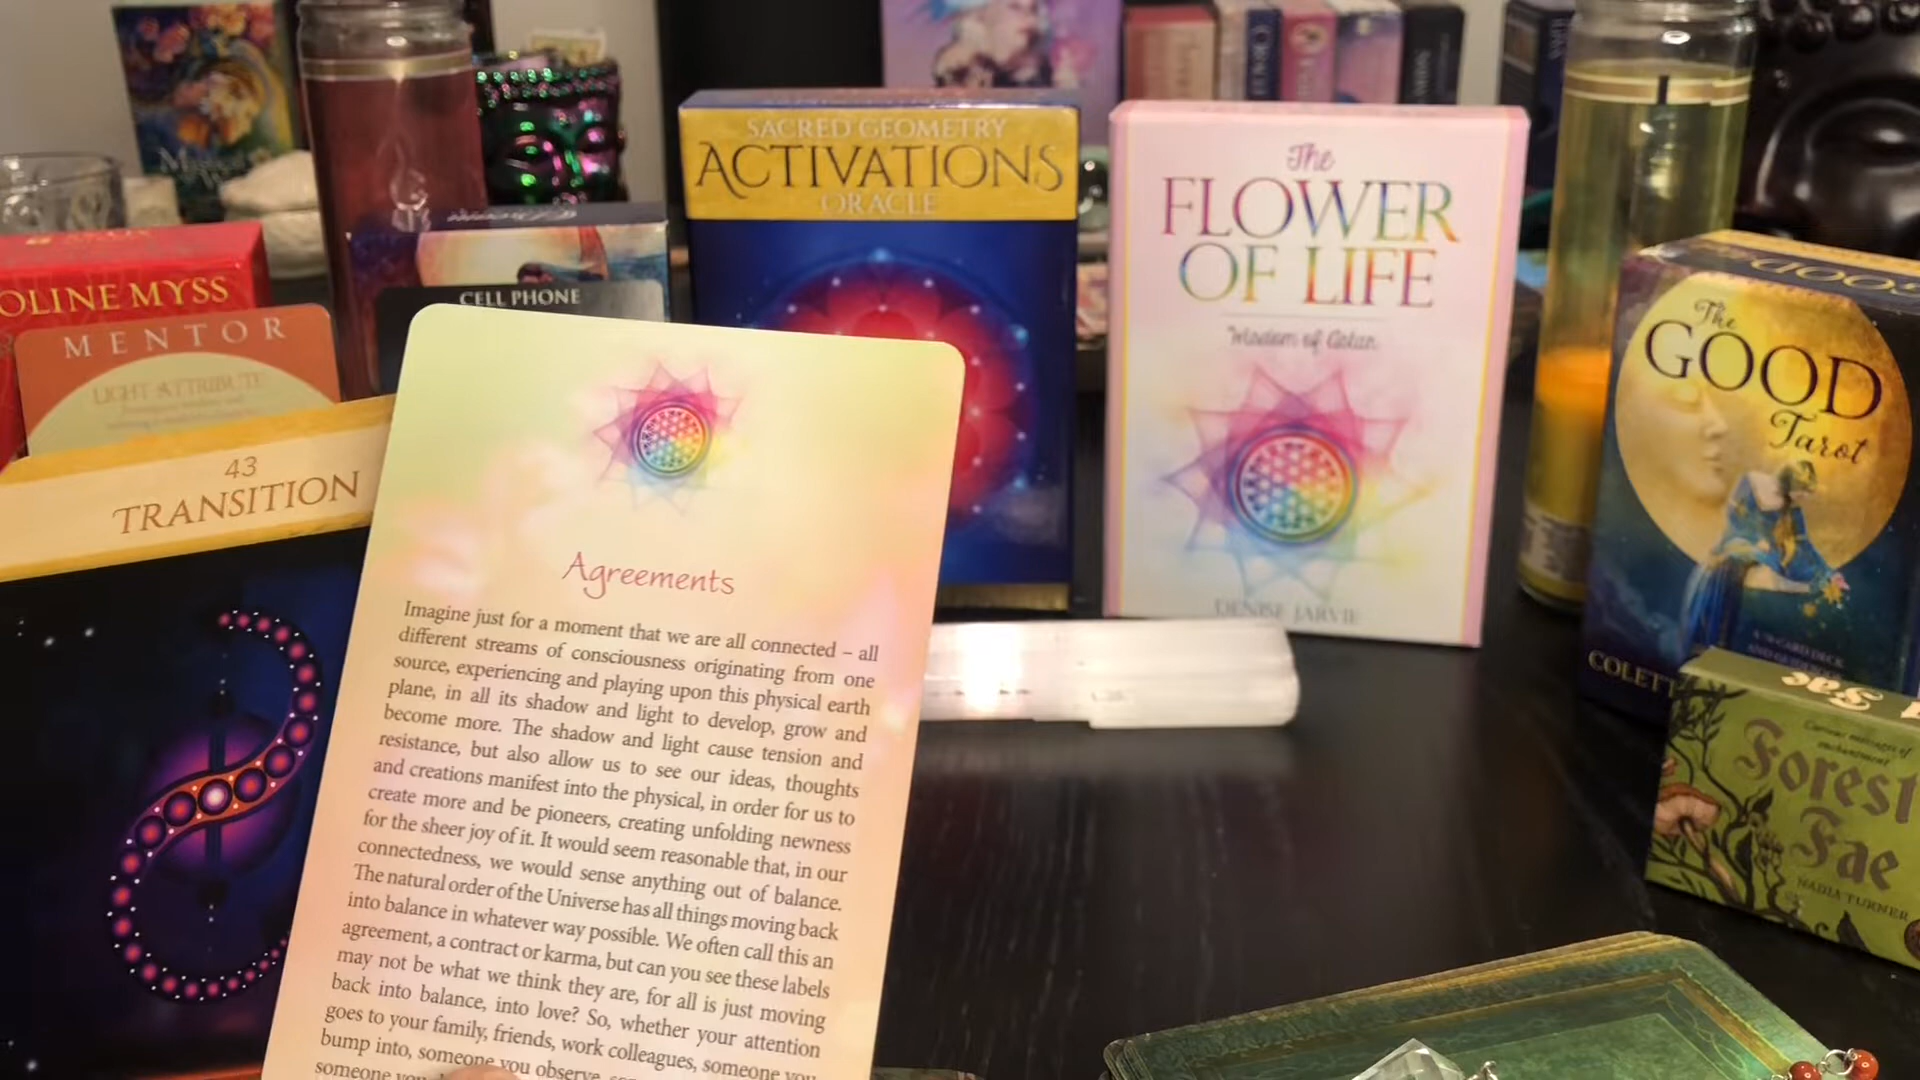 SACRED GEOMETRY
ACTIVATIONS
ORACLE
The
FLOWER
OF LIFE
Wisdom of Astar
DENISE JARVIE
OLINE MYSS
MENTOR
LIGHT ATTRIBUTE
CELL PHONE
43
TRANSITION
The
GOOD
Tarot
COLETT
Forest
Fae
NADIA TURNER
Agreements
Imagine just for a moment that we are all connected – all
different streams of consciousness originating from one
source, experiencing and playing upon this physical earth
plane, in all its shadow and light to develop, grow and
become more. The shadow and light cause tension and
resistance, but also allow us to see our ideas, thoughts
and creations manifest into the physical, in order for us to
create more and be pioneers, creating unfolding newness
for the sheer joy of it. It would seem reasonable that, in our
connectedness, we would sense anything out of balance.
The natural order of the Universe has all things moving back
into balance in whatever way possible. We often call this an
agreement, a contract or karma, but can you see these labels
may not be what we think they are, for all is just moving
back into balance, into love? So, whether your attention
goes to your family, friends, work colleagues, someone you
bump into, someone you observe
someone you